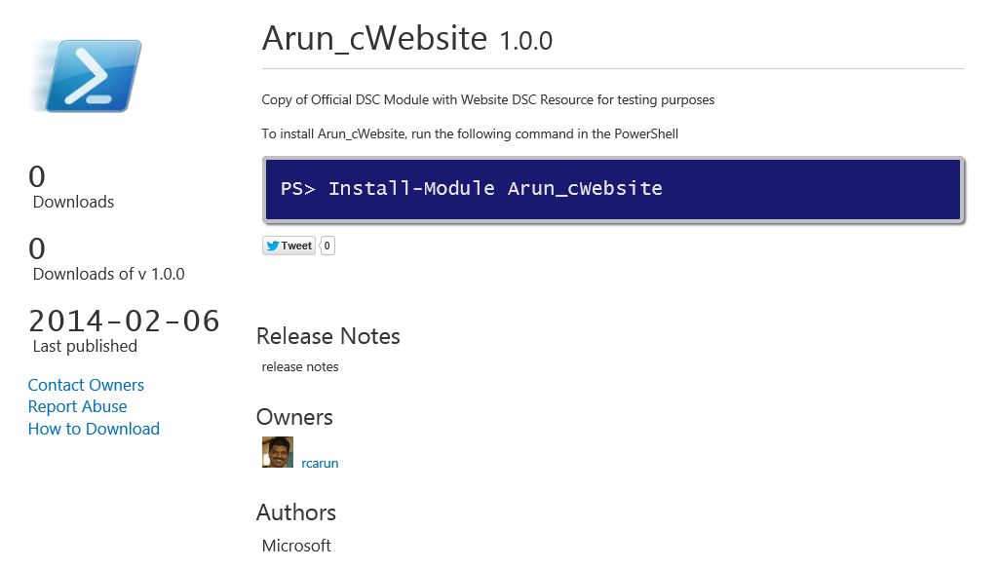 Arun_cWebsite 1.0.0
Copy of Official DSC Module with Website DSC Resource for testing purposes
To install Arun_cWebsite, run the following command in the PowerShell
PS> Install-Module Arun_cWebsite
Tweet 0
0
Downloads
0
Downloads of v 1.0.0
2014-02-06
Last published
Contact Owners
Report Abuse
How to Download
Release Notes
release notes
Owners
rcarun
Authors
Microsoft